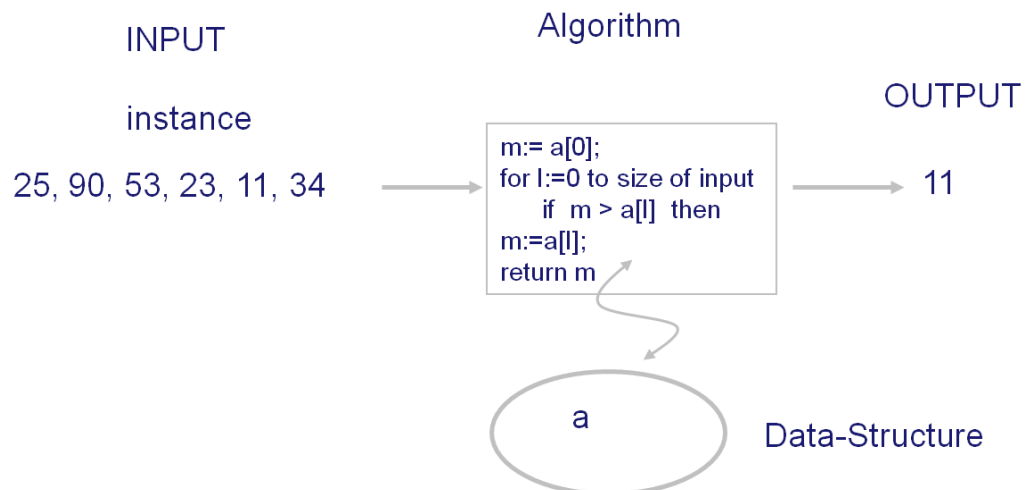 INPUT
Algorithm
instance
OUTPUT
25, 90, 53, 23, 11, 34
m:= a[0];
for I:=0 to size of input
if m > a[I] then
m:=a[I];
return m
11
a
Data-Structure